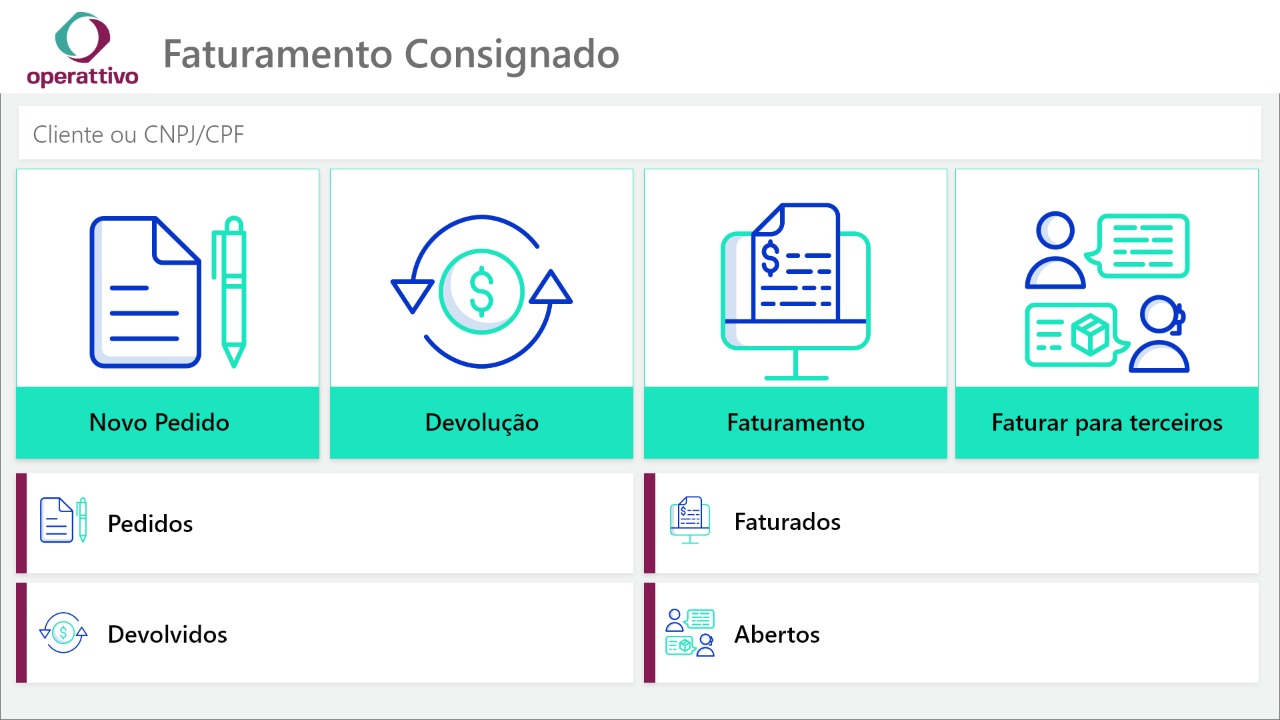 operattivo
Faturamento Consignado
Cliente ou CNPJ/CPF
Novo Pedido
Devolução
Faturamento
Faturar para terceiros
Pedidos
Faturados
Devolvidos
Abertos